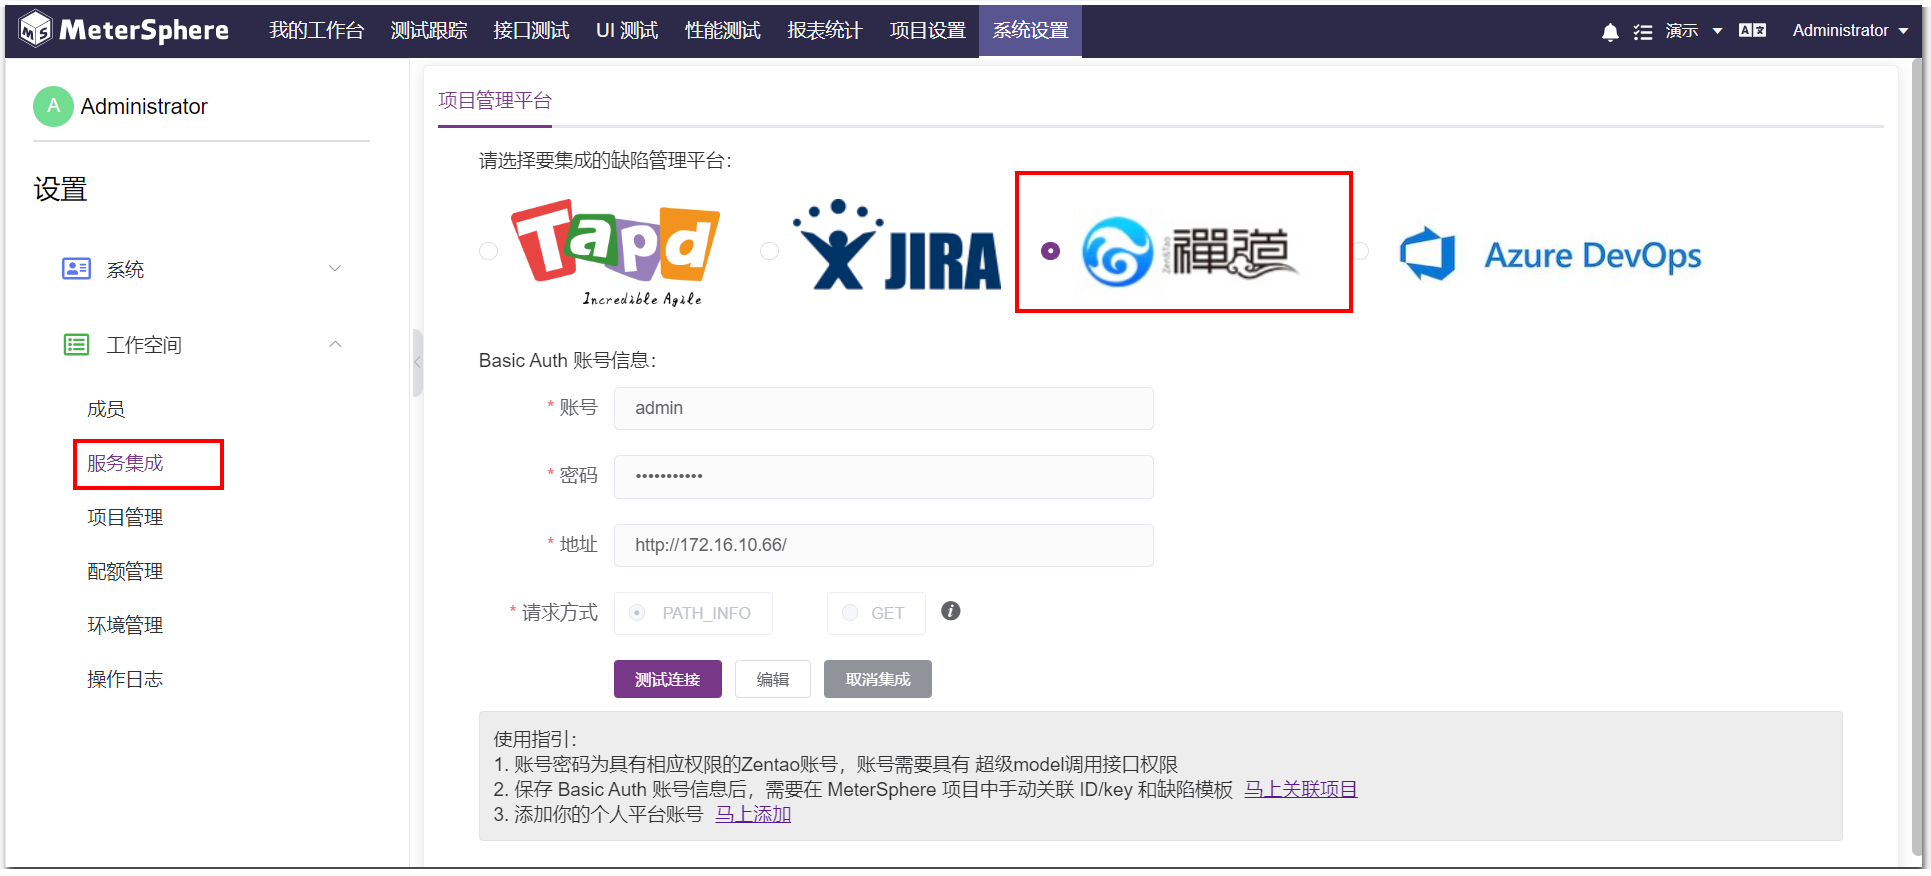 MeterSphere 我的工作台 测试跟踪 接口测试 UI 测试 性能测试 报表统计 项目设置 系统设置 演示 Administrator
A Administrator
设置
系统
工作空间
成员
服务集成
项目管理
配额管理
环境管理
操作日志
项目管理平台
请选择要集成的缺陷管理平台：
Tapd
Incredible Agile
JIRA
禅道
Azure DevOps
Basic Auth 账号信息：
* 账号 admin
* 密码 •••••••••••
* 地址 http://172.16.10.66/
* 请求方式 PATH_INFO GET
测试连接 编辑 取消集成
使用指引：
1. 账号密码为具有相应权限的Zentao账号，账号需要具有 超级model调用接口权限
2. 保存 Basic Auth 账号信息后，需要在 MeterSphere 项目中手动关联 ID/key 和缺陷模板 马上关联项目
3. 添加你的个人平台账号 马上添加